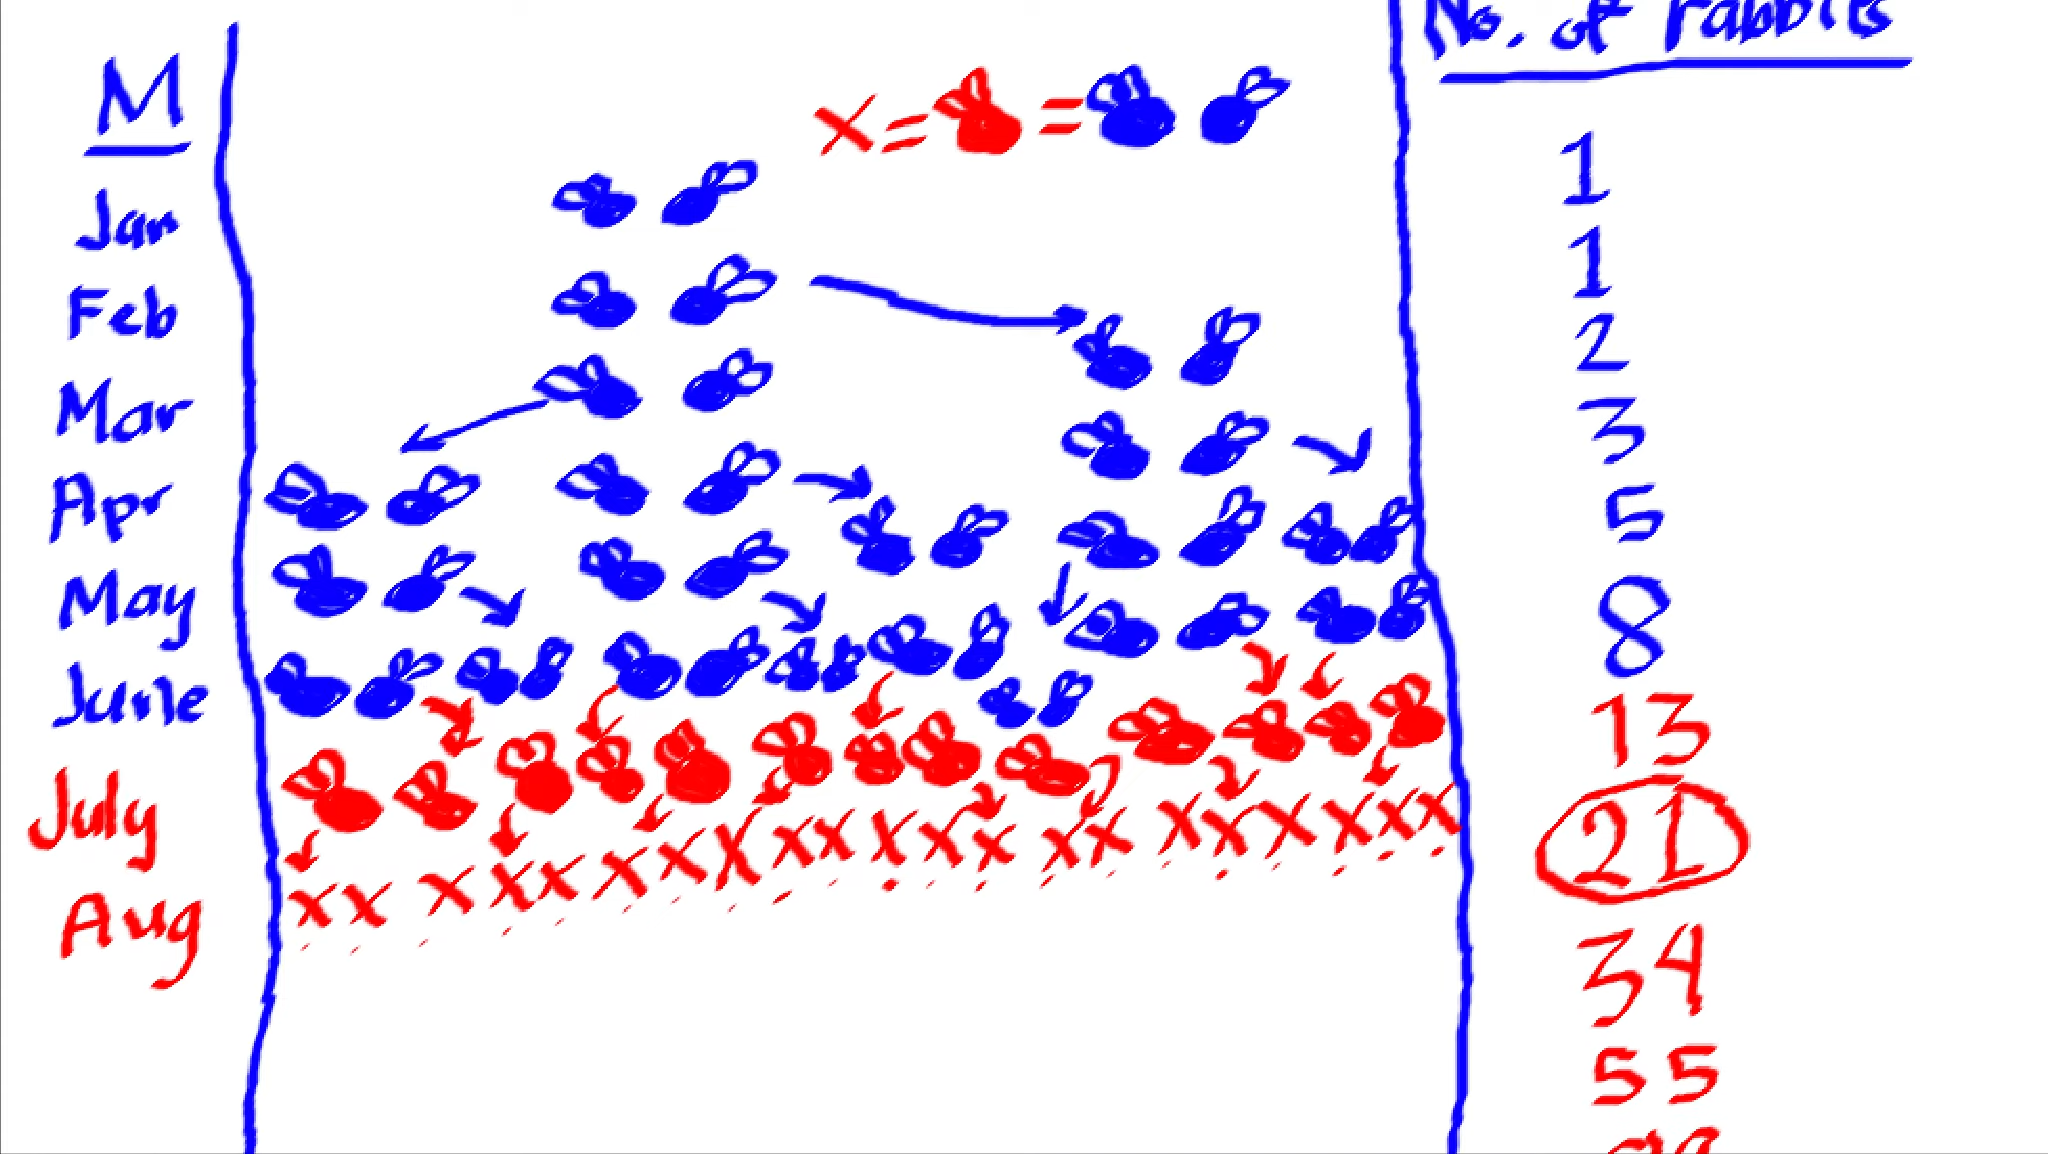 No. of rabbits
M
x = =
Jan 1
Feb 1
Mar 2
Apr 3
May 5
June 8
July 13
Aug 21
x x x x x x x x x x x x x x x x x x x x x
34
55